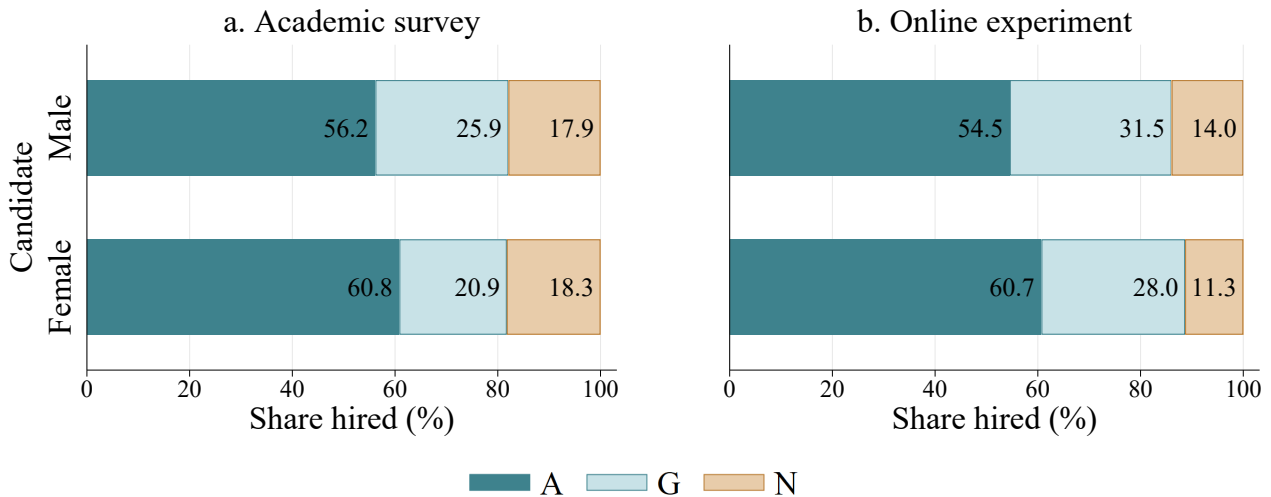 a. Academic survey
b. Online experiment
Candidate
Male
56.2 25.9 17.9
54.5 31.5 14.0
Female
60.8 20.9 18.3
60.7 28.0 11.3
0 20 40 60 80 100
0 20 40 60 80 100
Share hired (%)
Share hired (%)
A G N